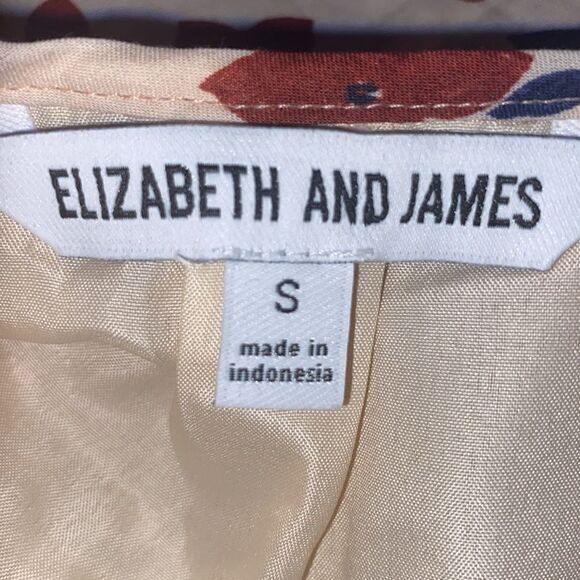 ELIZABETH AND JAMES
S
made in
indonesia